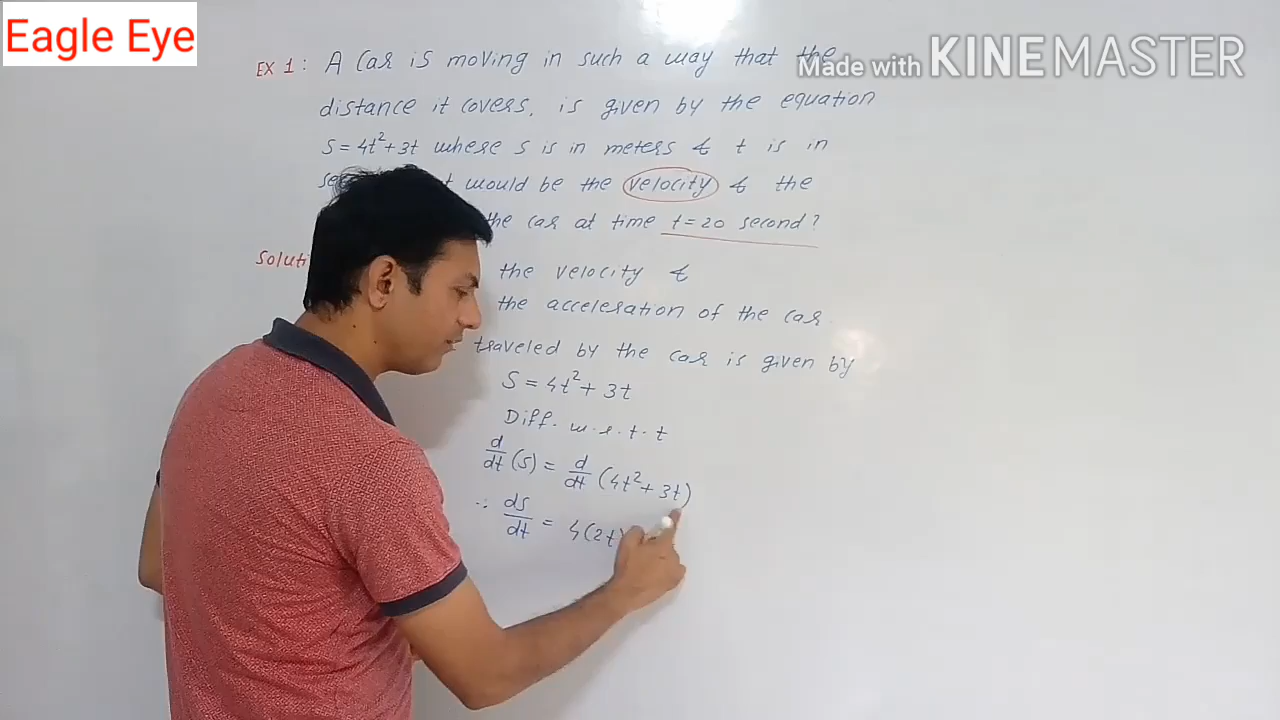 Eagle Eye
Made with KINEMASTER
EX 1: A Car is moving in such a way that the
distance it covers, is given by the equation
S = 4t²+3t where s is in meters & t is in
would be the velocity & the
the car at time t=20 second?
the velocity &
the acceleration of the car.
traveled by the car is given by
S = 4t² + 3t
Diff. w.r.t. t
d/dt (S) = d/dt (4t² + 3t)
∴ ds/dt = 4(2t)